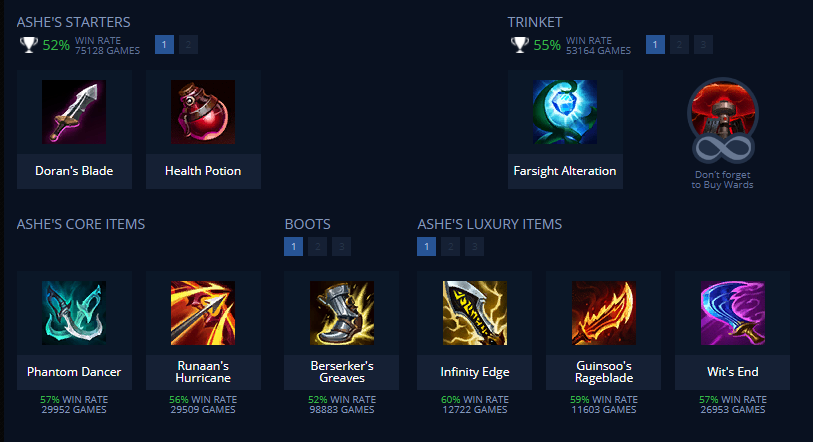 ASHE'S STARTERS
52% WIN RATE
75128 GAMES
1 2
TRINKET
55% WIN RATE
53164 GAMES
1 2 3
Doran's Blade
Health Potion
Farsight Alteration
Don't forget
to Buy Wards
ASHE'S CORE ITEMS
BOOTS
1 2 3
ASHE'S LUXURY ITEMS
1 2 3
Phantom Dancer
57% WIN RATE
29952 GAMES
Runaan's
Hurricane
56% WIN RATE
29509 GAMES
Berserker's
Greaves
52% WIN RATE
98883 GAMES
Infinity Edge
60% WIN RATE
12722 GAMES
Guinsoo's
Rageblade
59% WIN RATE
11603 GAMES
Wit's End
57% WIN RATE
26953 GAMES